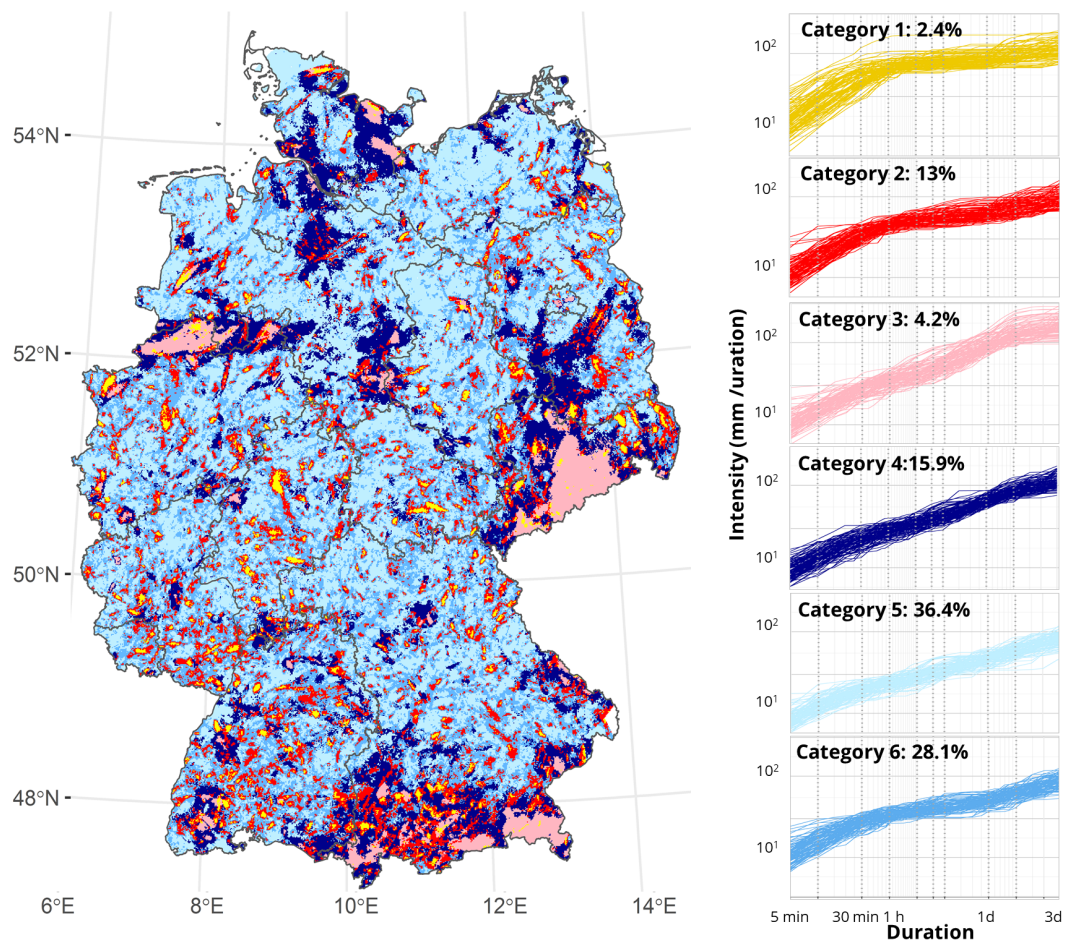 54°N
52°N
50°N
48°N
6°E
8°E
10°E
12°E
14°E
Intensity (mm /uration)
Category 1: 2.4%
10²
10¹
Category 2: 13%
10²
10¹
Category 3: 4.2%
10²
10¹
Category 4:15.9%
10²
10¹
Category 5: 36.4%
10²
10¹
Category 6: 28.1%
10²
10¹
5 min 30 min 1 h 1d 3d
Duration